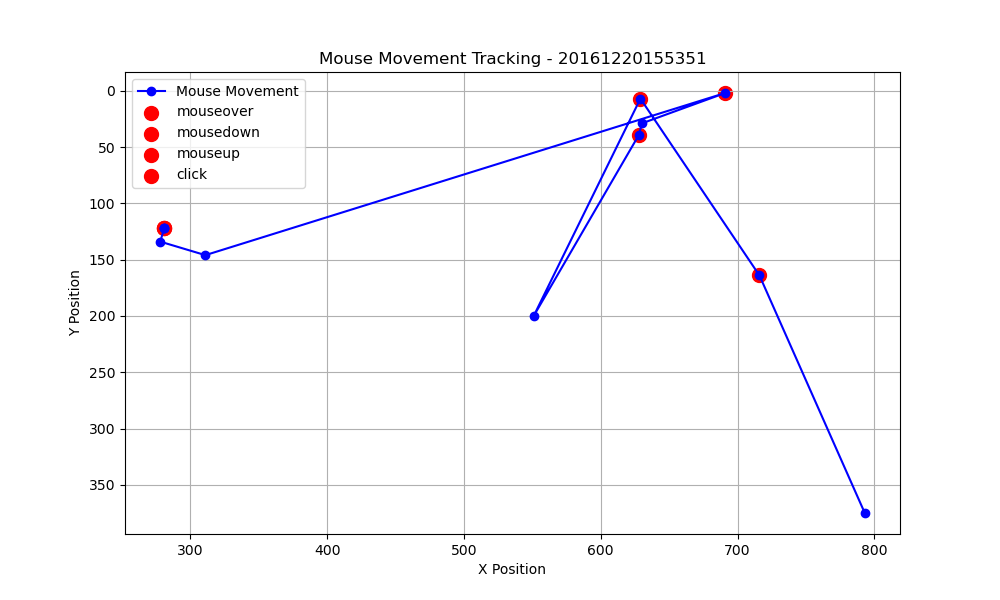 Mouse Movement Tracking - 20161220155351
Mouse Movement
mouseover
mousedown
mouseup
click
0
50
100
150
200
250
300
350
Y Position
300
400
500
600
700
800
X Position